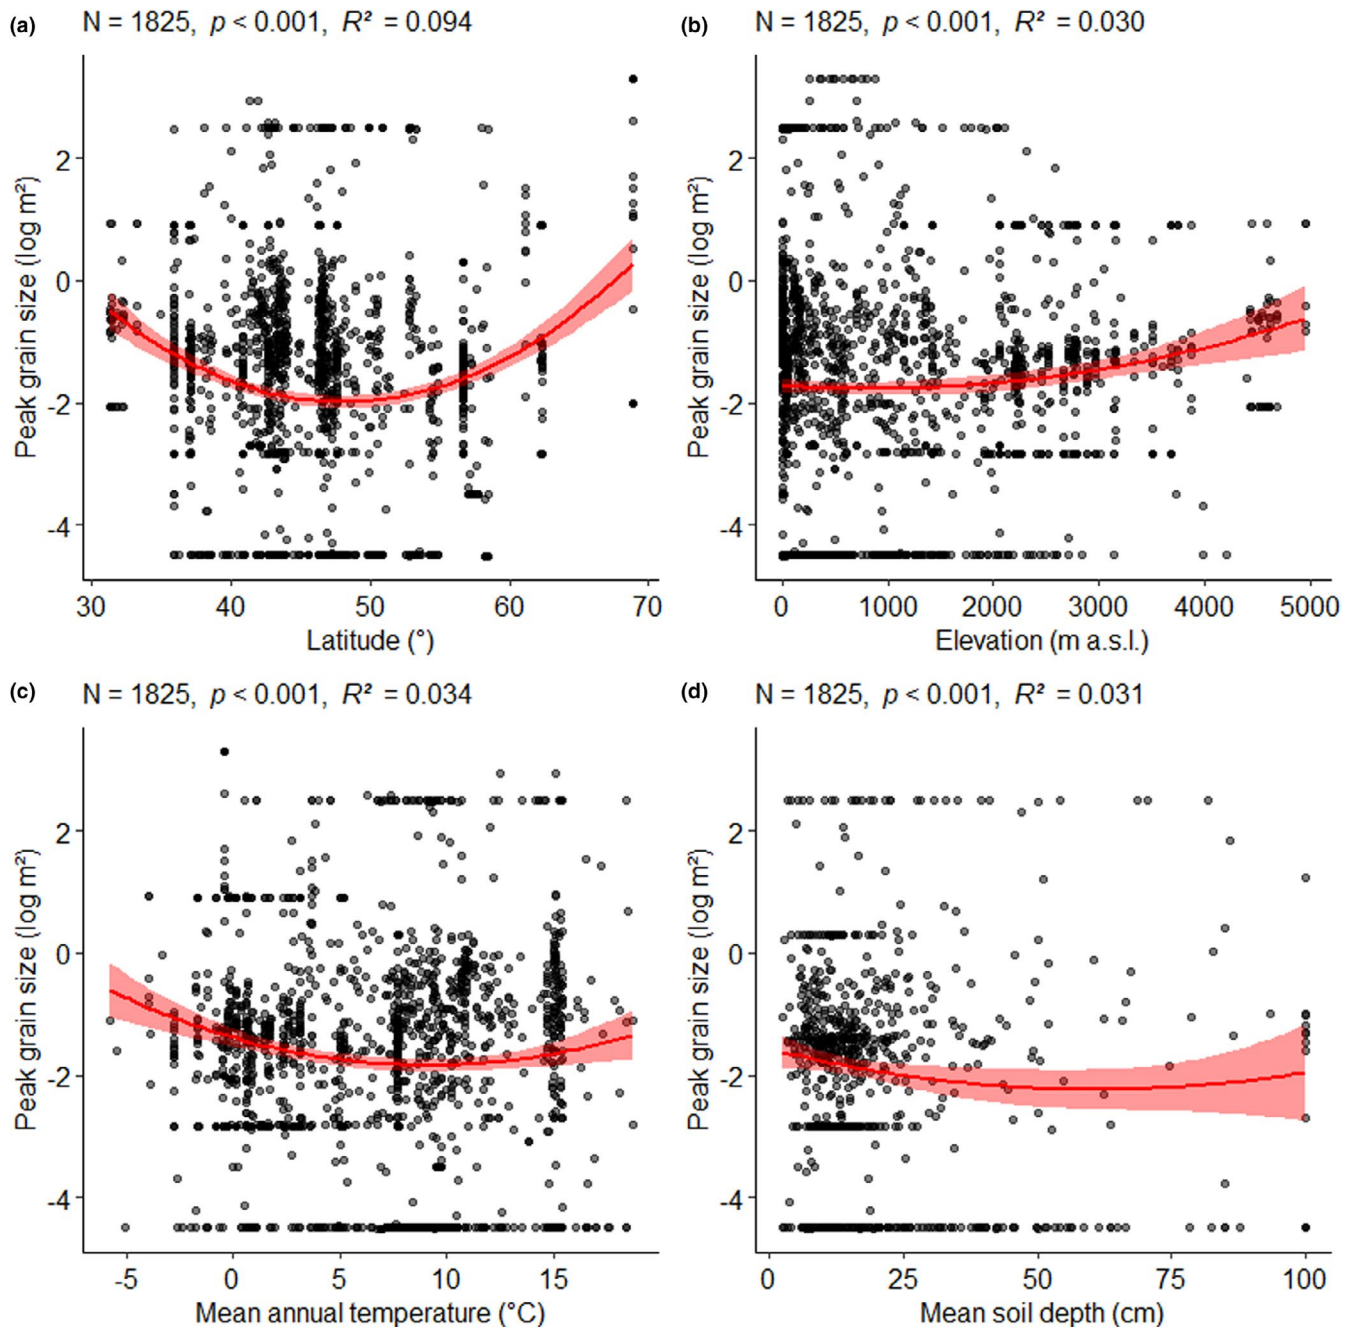 (a) N = 1825, p < 0.001, R² = 0.094
Peak grain size (log m²)
2
0
-2
-4
30 40 50 60 70
Latitude (°)
(b) N = 1825, p < 0.001, R² = 0.030
Peak grain size (log m²)
2
0
-2
-4
0 1000 2000 3000 4000 5000
Elevation (m a.s.l.)
(c) N = 1825, p < 0.001, R² = 0.034
Peak grain size (log m²)
2
0
-2
-4
-5 0 5 10 15
Mean annual temperature (°C)
(d) N = 1825, p < 0.001, R² = 0.031
Peak grain size (log m²)
2
0
-2
-4
0 25 50 75 100
Mean soil depth (cm)